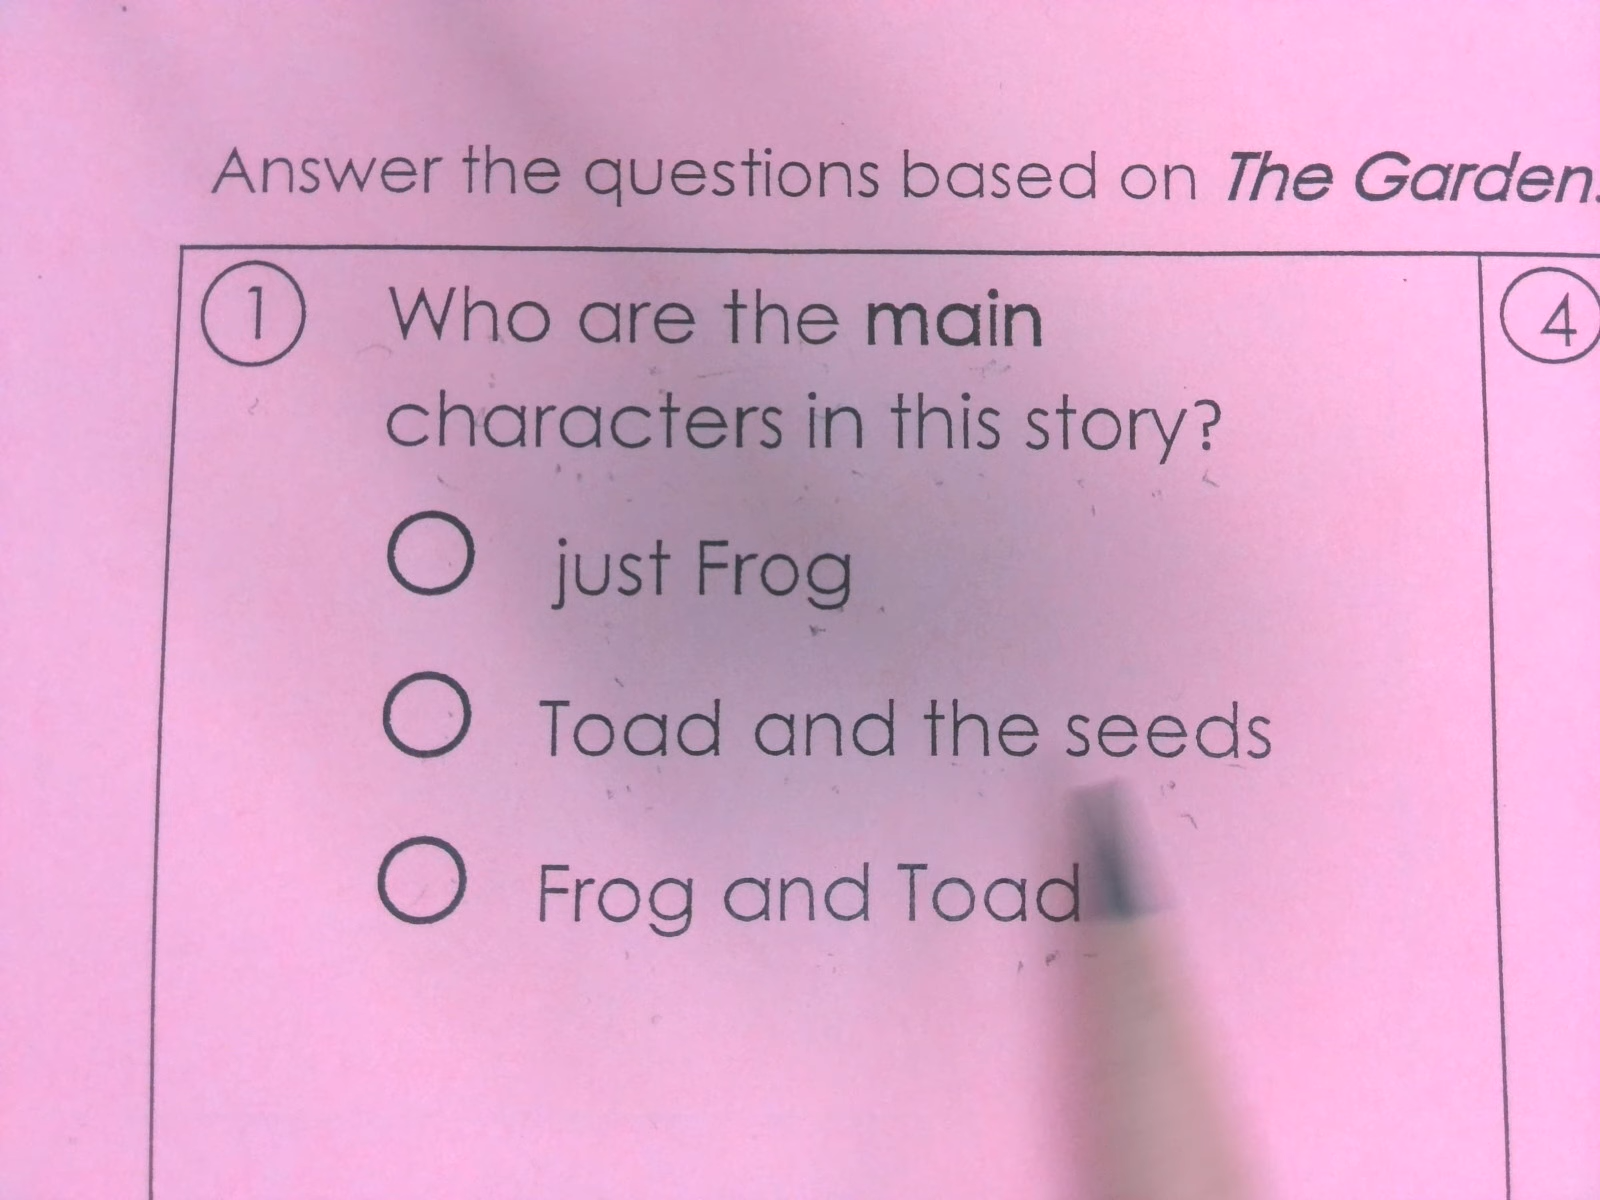 Answer the questions based on The Garden.
1 Who are the main
characters in this story?
just Frog
Toad and the seeds
Frog and Toad
4